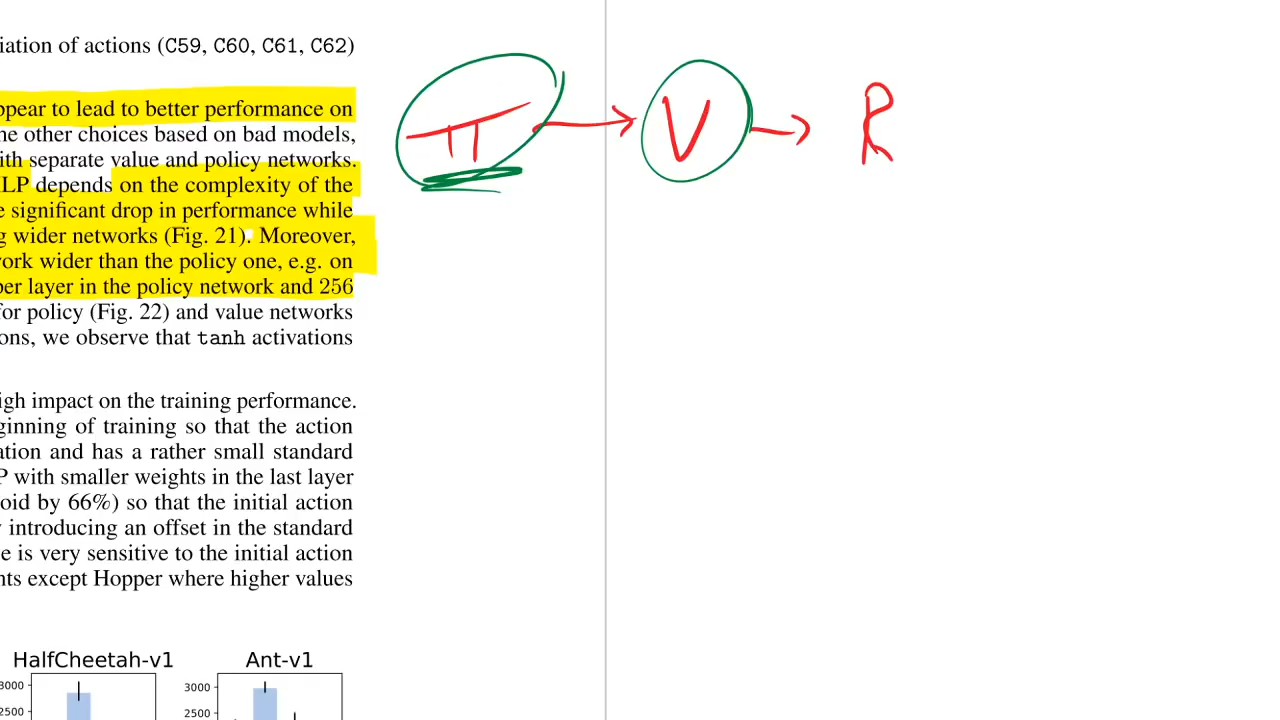 iation of actions (C59, C60, C61, C62)
ppear to lead to better performance on
ne other choices based on bad models,
ith separate value and policy networks.
ILP depends on the complexity of the
e significant drop in performance while
g wider networks (Fig. 21). Moreover,
ork wider than the policy one, e.g. on
per layer in the policy network and 256
for policy (Fig. 22) and value networks
ons, we observe that tanh activations
igh impact on the training performance.
ginning of training so that the action
ation and has a rather small standard
P with smaller weights in the last layer
oid by 66%) so that the initial action
introducing an offset in the standard
e is very sensitive to the initial action
nts except Hopper where higher values
π → V → R
HalfCheetah-v1 Ant-v1
3000 3000
2500 2500